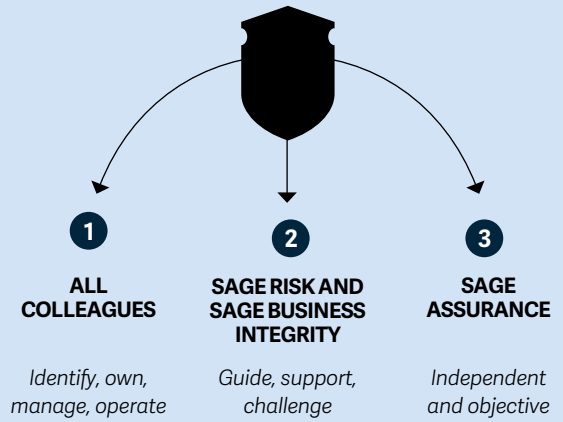 1
ALL
COLLEAGUES
Identify, own,
manage, operate
2
SAGE RISK AND
SAGE BUSINESS
INTEGRITY
Guide, support,
challenge
3
SAGE
ASSURANCE
Independent
and objective